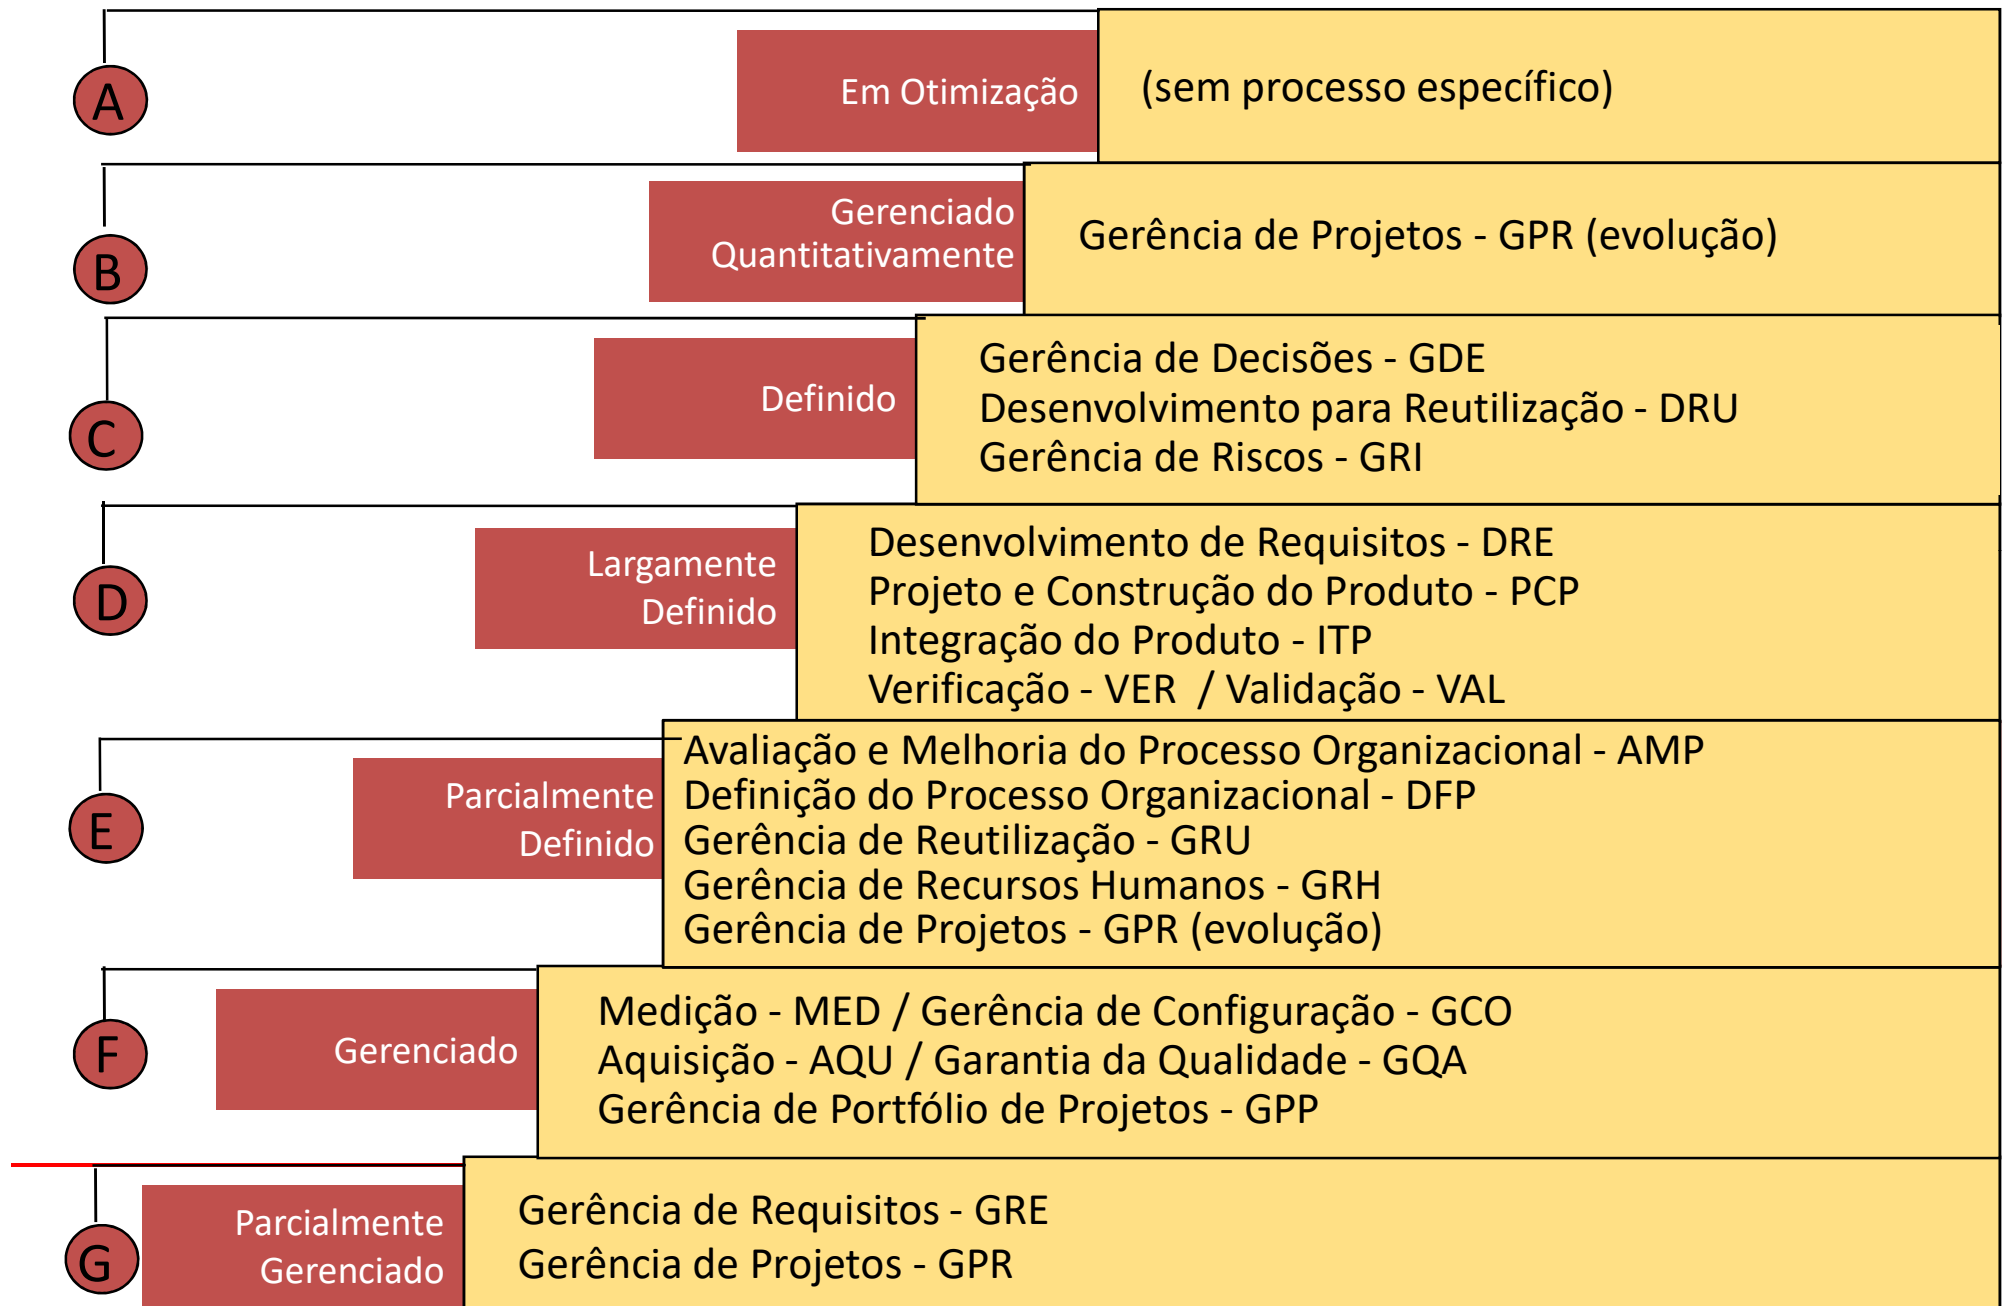 A
Em Otimização
(sem processo específico)
B
Gerenciado
Quantitativamente
Gerência de Projetos - GPR (evolução)
C
Definido
Gerência de Decisões - GDE
Desenvolvimento para Reutilização - DRU
Gerência de Riscos - GRI
D
Largamente
Definido
Desenvolvimento de Requisitos - DRE
Projeto e Construção do Produto - PCP
Integração do Produto - ITP
Verificação - VER / Validação - VAL
E
Parcialmente
Definido
Avaliação e Melhoria do Processo Organizacional - AMP
Definição do Processo Organizacional - DFP
Gerência de Reutilização - GRU
Gerência de Recursos Humanos - GRH
Gerência de Projetos - GPR (evolução)
F
Gerenciado
Medição - MED / Gerência de Configuração - GCO
Aquisição - AQU / Garantia da Qualidade - GQA
Gerência de Portfólio de Projetos - GPP
G
Parcialmente
Gerenciado
Gerência de Requisitos - GRE
Gerência de Projetos - GPR